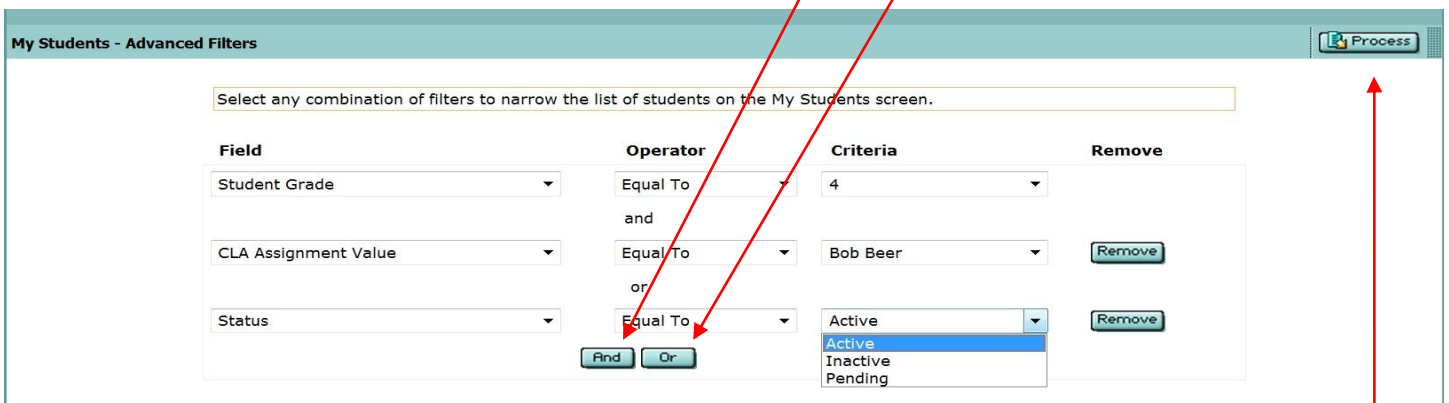 My Students - Advanced Filters Process
Select any combination of filters to narrow the list of students on the My Students screen.
Field Operator Criteria Remove
Student Grade Equal To 4
and
CLA Assignment Value Equal To Bob Beer Remove
or
Status Equal To Active Remove
Active
And Or Inactive
Pending